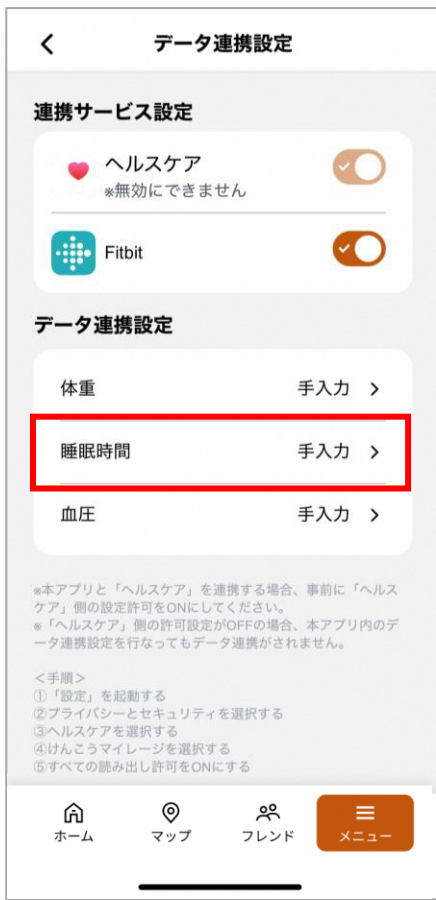 データ連携設定
連携サービス設定
ヘルスケア
※無効にできません
Fitbit
データ連携設定
体重 手入力
睡眠時間 手入力
血圧 手入力
※本アプリと「ヘルスケア」を連携する場合、事前に「ヘルス
ケア」側の設定許可をONにしてください。
※「ヘルスケア」側の許可設定がOFFの場合、本アプリ内のデ
ータ連携設定を行なってもデータ連携がされません。
<手順>
①「設定」を起動する
②プライバシーとセキュリティを選択する
③ヘルスケアを選択する
④けんこうマイレージを選択する
⑤すべての読み出し許可をONにする
ホーム マップ フレンド メニュー